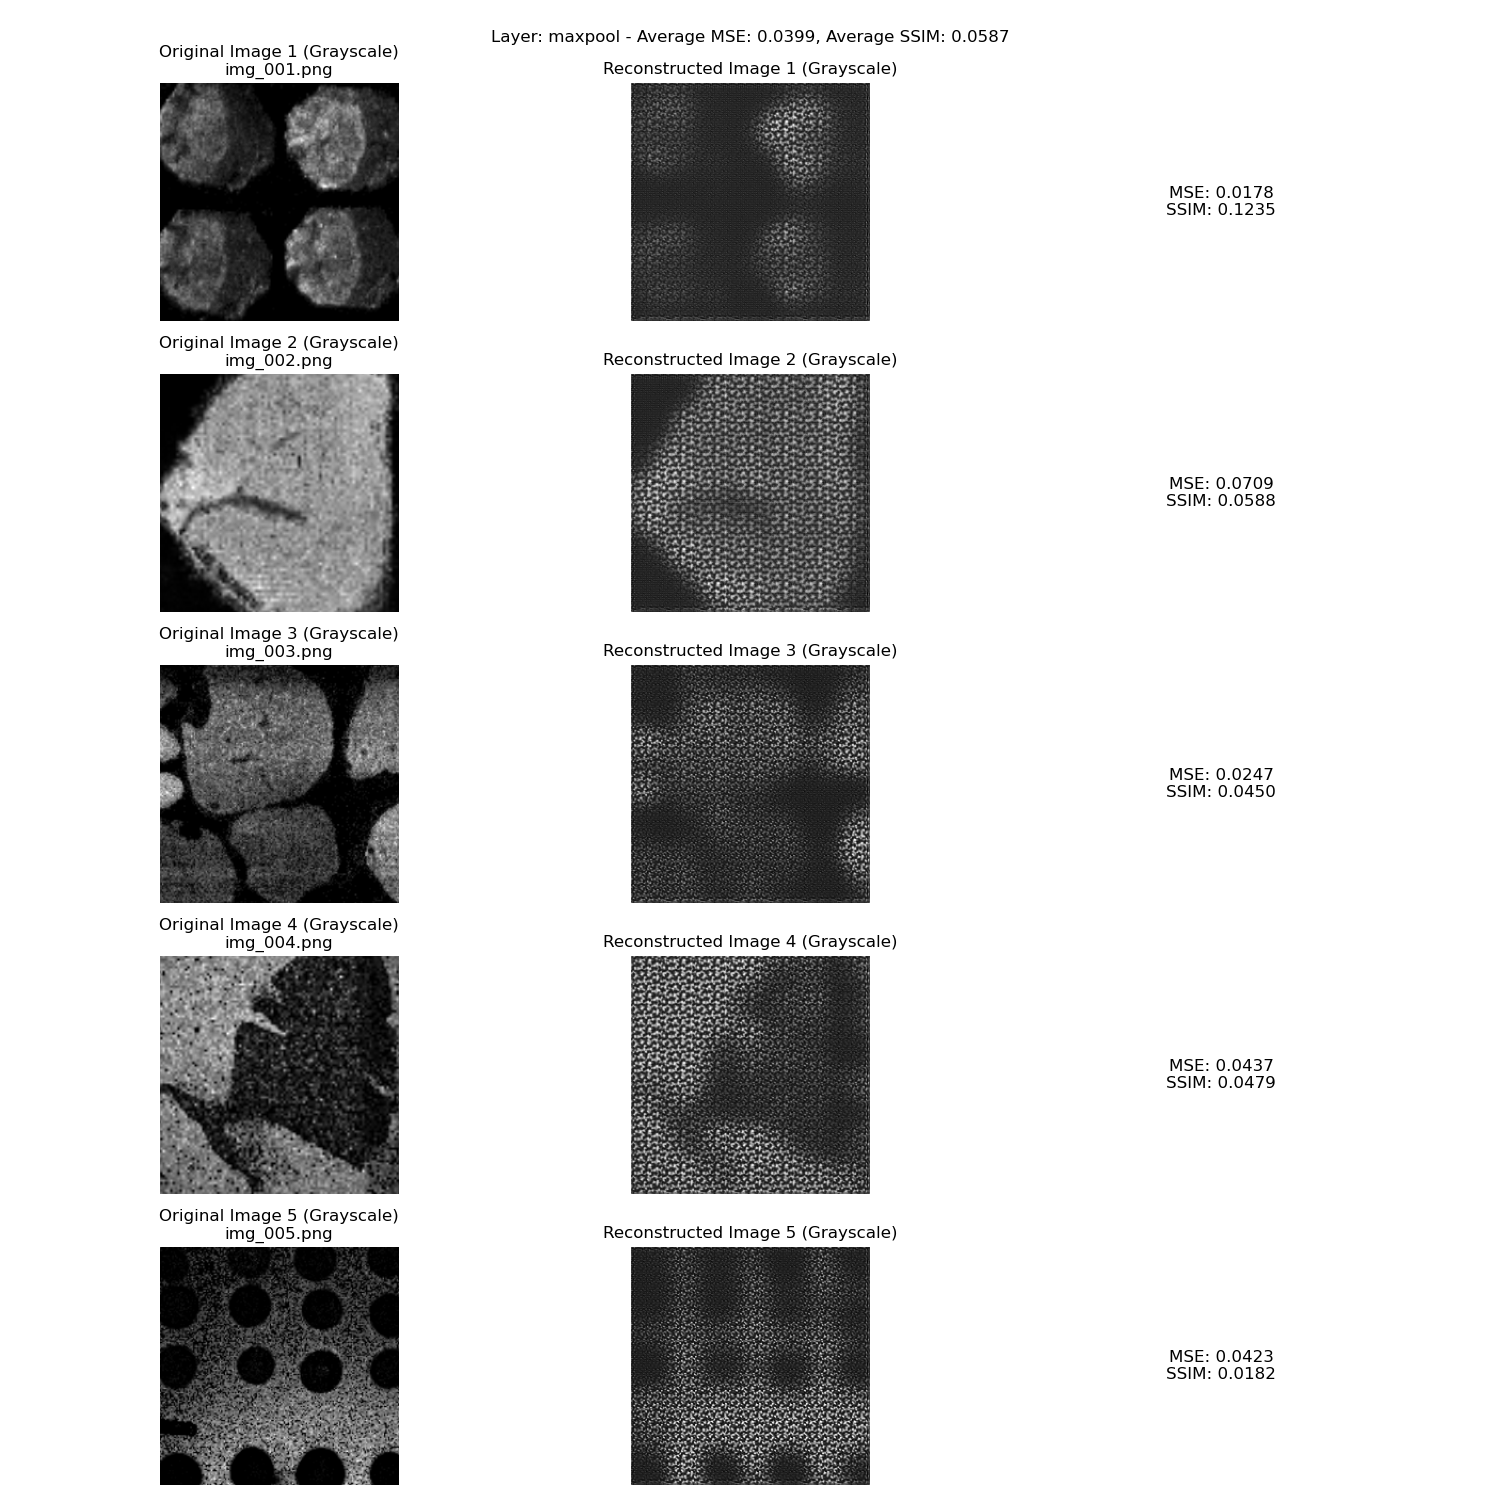 Layer: maxpool - Average MSE: 0.0399, Average SSIM: 0.0587
Original Image 1 (Grayscale)
img_001.png
Reconstructed Image 1 (Grayscale)
MSE: 0.0178
SSIM: 0.1235
Original Image 2 (Grayscale)
img_002.png
Reconstructed Image 2 (Grayscale)
MSE: 0.0709
SSIM: 0.0588
Original Image 3 (Grayscale)
img_003.png
Reconstructed Image 3 (Grayscale)
MSE: 0.0247
SSIM: 0.0450
Original Image 4 (Grayscale)
img_004.png
Reconstructed Image 4 (Grayscale)
MSE: 0.0437
SSIM: 0.0479
Original Image 5 (Grayscale)
img_005.png
Reconstructed Image 5 (Grayscale)
MSE: 0.0423
SSIM: 0.0182